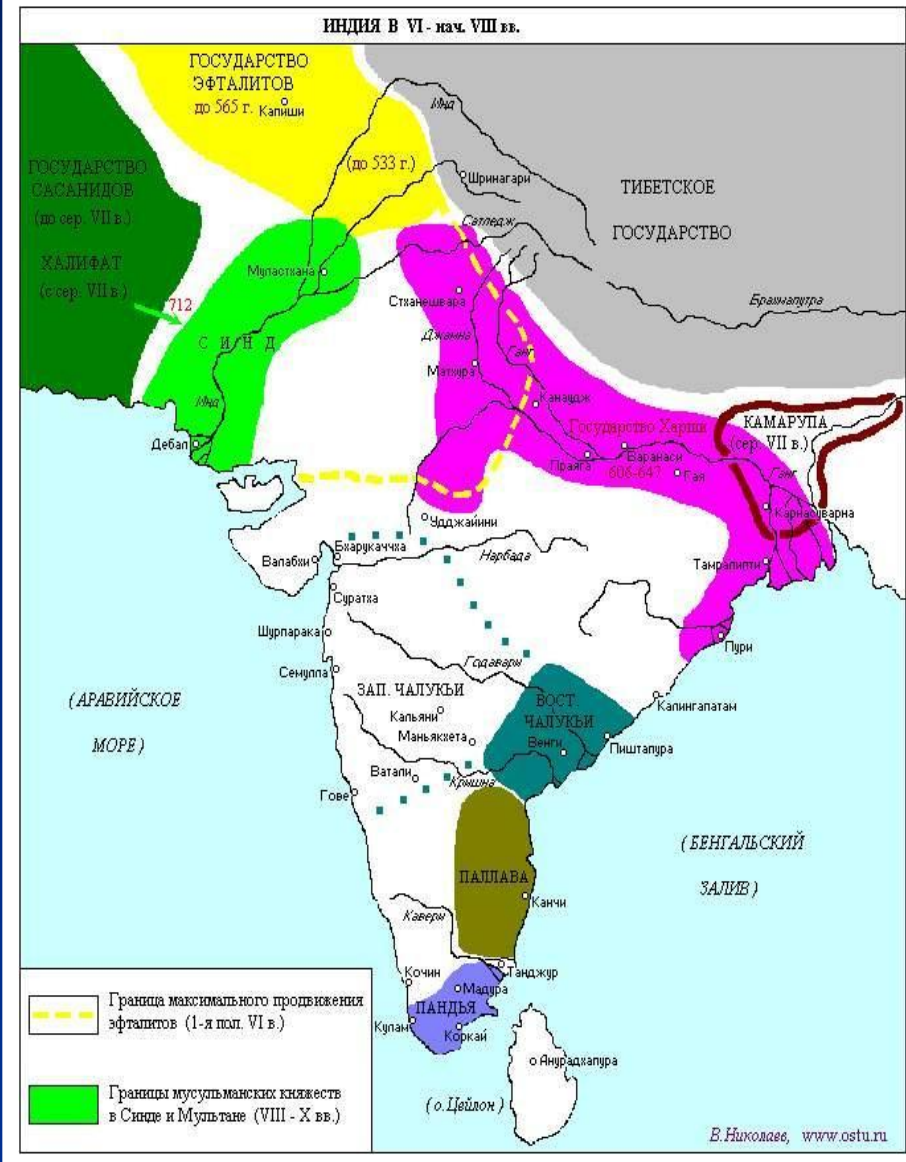 ИНДИЯ В VI - нач. VIII вв.
ГОСУДАРСТВО
ЭФТАЛИТОВ
до 565 г.
Капиши
(до 533 г.)
Инд
Шринагари
ТИБЕТСКОЕ
ГОСУДАРСТВО
Сатледж
Брахмапутра
ГОСУДАРСТВО
САСАНИДОВ
(до сер. VII в.)
ХАЛИФАТ
(с сер. VII в.)
712
Муластхана
С И Н Д
Инд
Дебал
Стханешвара
Джамна
Матхура
Ганг
Канаудж
Государство Харши
606-647
Праяга
Варанаси
Гая
КАМАРУПА
(сер. VII в.)
Ганг
Карнасуварна
Тамралипти
Пури
Удджайини
Бхарукаччха
Валабхи
Нарбада
Суратха
Шурпарака
Семулла
Годавари
ЗАП. ЧАЛУКЬИ
Кальяни
Маньякхета
Ватапи
Гове
Кришна
ВОСТ.
ЧАЛУКЬИ
Венги
Пиштапура
Калингапатам
( АРАВИЙСКОЕ
МОРЕ )
( БЕНГАЛЬСКИЙ
ЗАЛИВ )
ПАЛЛАВА
Канчи
Кавери
Танджур
Кочин
Мадура
ПАНДЬЯ
Кулам
Коркай
Анурадхапура
( о. Цейлон )
Граница максимального продвижения
эфталитов (1-я пол. VI в.)
Границы мусульманских княжеств
в Синде и Мультане (VIII - X вв.)
В.Николаев, www.ostu.ru